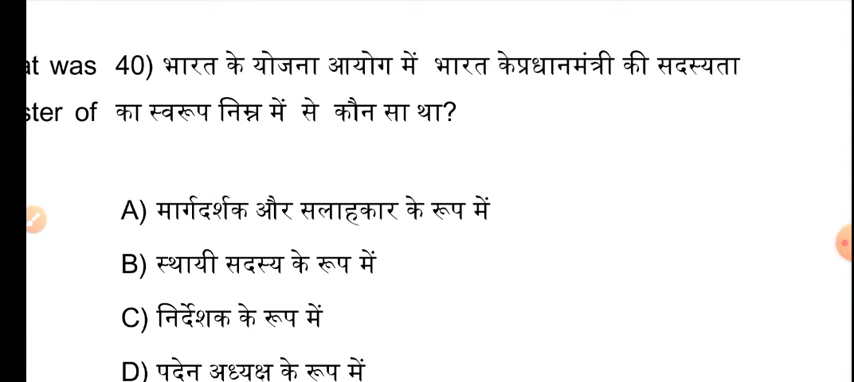 at was 40) भारत के योजना आयोग में भारत केप्रधानमंत्री की सदस्यता
ster of का स्वरूप निम्न में से कौन सा था?
A) मार्गदर्शक और सलाहकार के रूप में
B) स्थायी सदस्य के रूप में
C) निर्देशक के रूप में
D) पदेन अध्यक्ष के रूप में